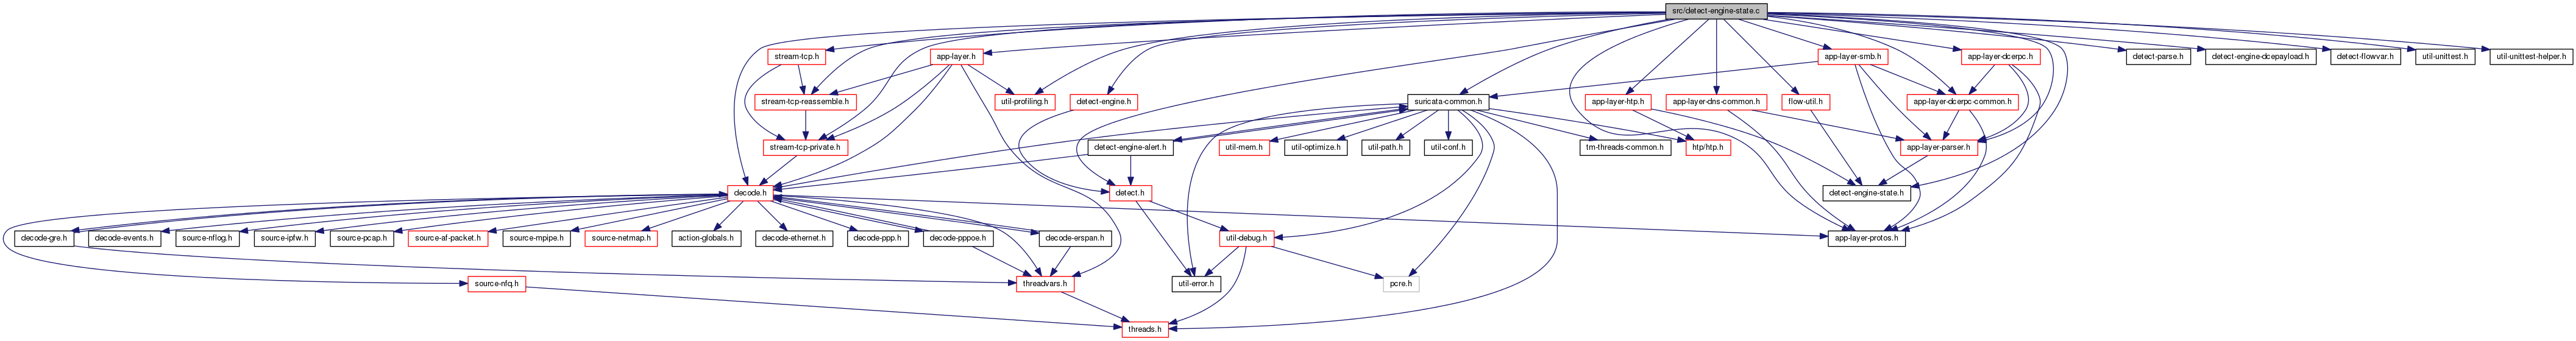 src/detect-engine-state.c
stream-tcp.h
app-layer.h
app-layer-smb.h
app-layer-dcerpc.h
detect-parse.h
detect-engine-dcepayload.h
detect-flowvar.h
util-unittest.h
util-unittest-helper.h
stream-tcp-reassemble.h
util-profiling.h
detect-engine.h
suricata-common.h
app-layer-htp.h
app-layer-dns-common.h
flow-util.h
app-layer-dcerpc-common.h
stream-tcp-private.h
detect-engine-alert.h
util-mem.h
util-optimize.h
util-path.h
util-conf.h
tm-threads-common.h
htp/htp.h
app-layer-parser.h
decode.h
detect.h
detect-engine-state.h
decode-gre.h
decode-events.h
source-nflog.h
source-ipfw.h
source-pcap.h
source-af-packet.h
source-mpipe.h
source-netmap.h
action-globals.h
decode-ethernet.h
decode-ppp.h
decode-pppoe.h
decode-erspan.h
util-debug.h
app-layer-protos.h
source-nfq.h
threadvars.h
util-error.h
pcre.h
threads.h